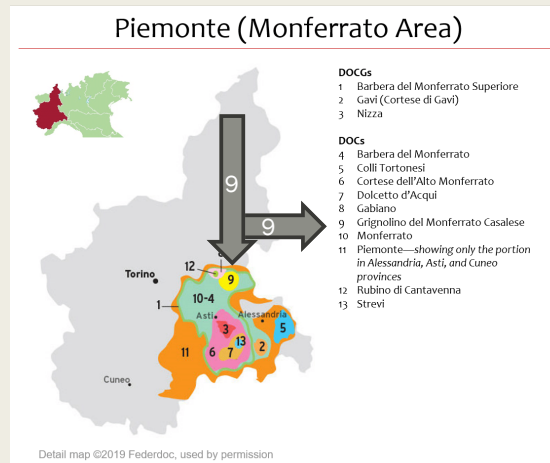 Piemonte (Monferrato Area)
DOCGs
1 Barbera del Monferrato Superiore
2 Gavi (Cortese di Gavi)
3 Nizza
DOCs
4 Barbera del Monferrato
5 Colli Tortonesi
6 Cortese dell'Alto Monferrato
7 Dolcetto d'Acqui
8 Gabiano
9 Grignolino del Monferrato Casalese
10 Monferrato
11 Piemonte—showing only the portion
in Alessandria, Asti, and Cuneo
provinces
12 Rubino di Cantavenna
13 Strevi
9
9
12
9
Torino
1
10-4
Asti
Alessandria
5
3
13
11
6
7
2
Cuneo
Detail map ©2019 Federdoc, used by permission